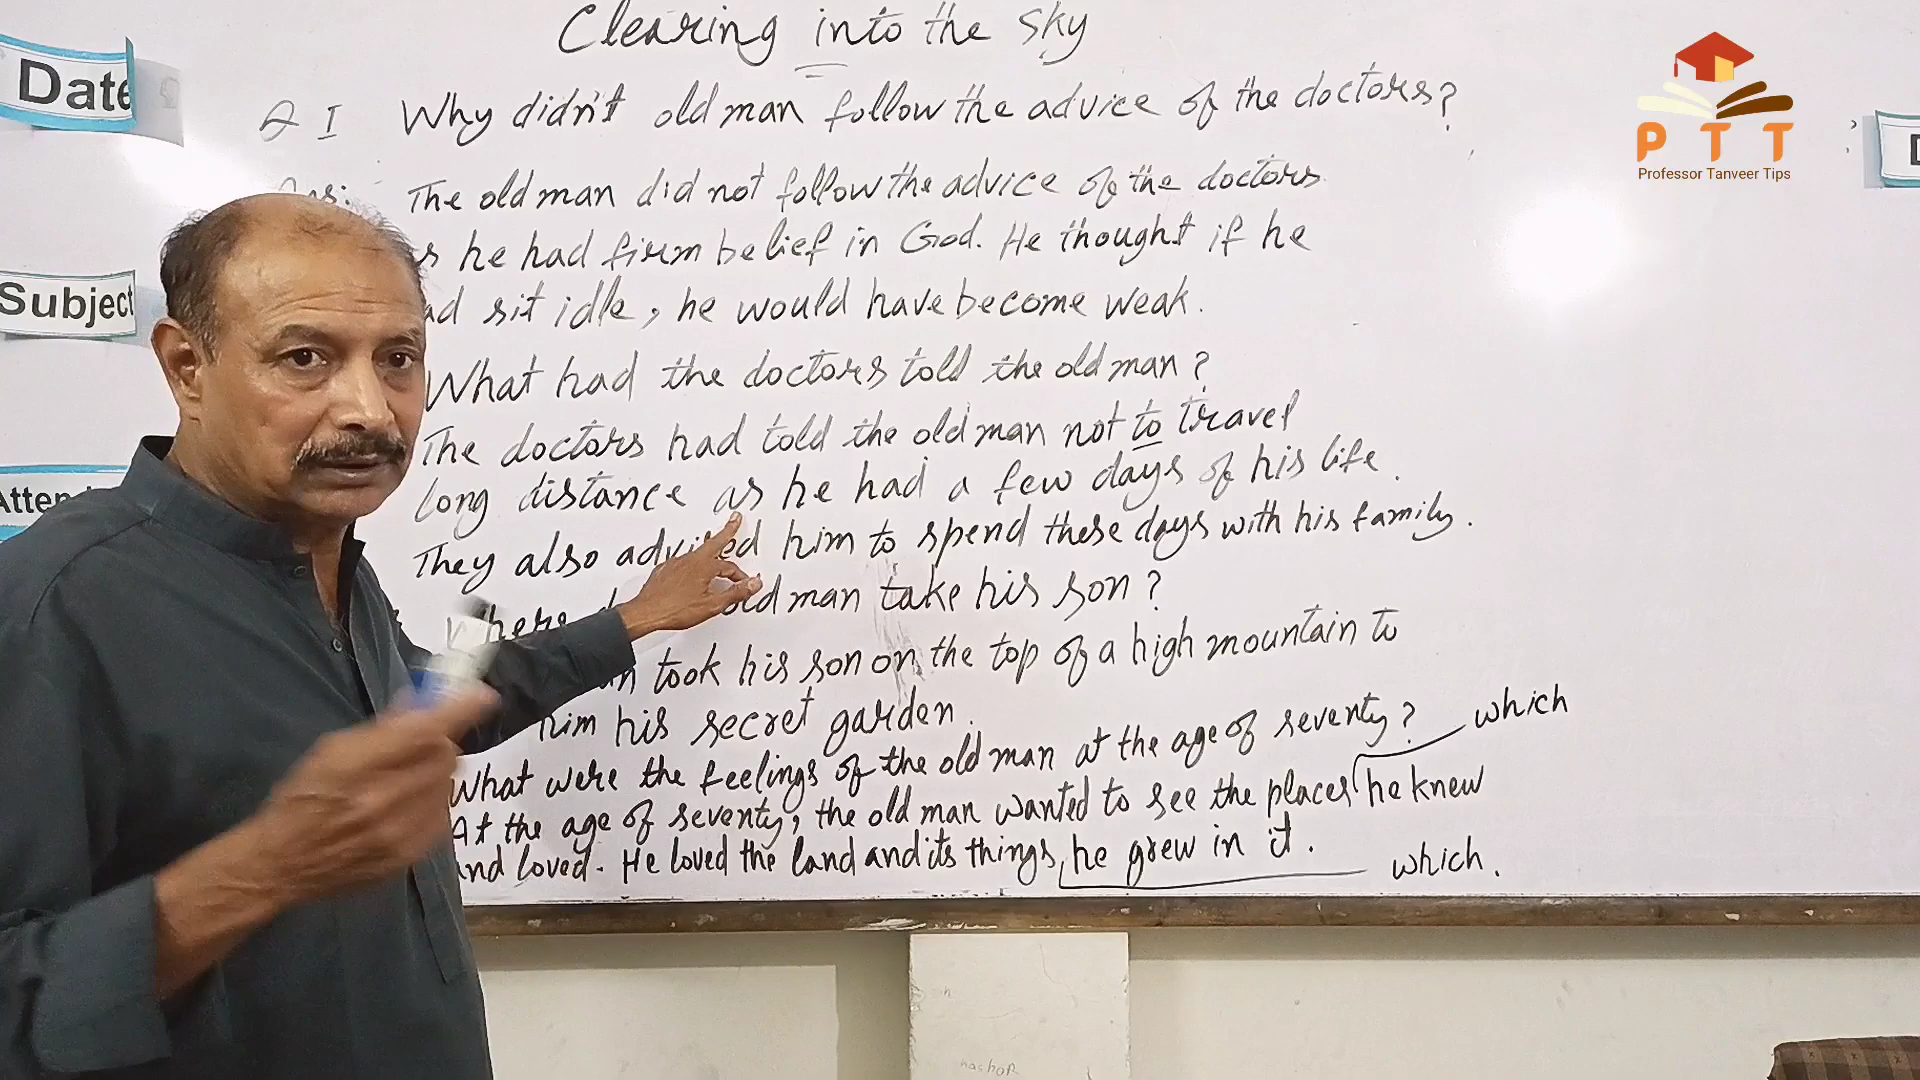 Clearing into the sky
Date
Q I Why didn't old man follow the advice of the doctors?
P T T
Professor Tanveer Tips
The old man did not follow the advice of the doctors
he had firm belief in God. He thought if he
Subject
sit idle, he would have become weak.
What had the doctors told the old man?
The doctors had told the old man not to travel
long distance as he had a few days of his life.
They also advised him to spend these days with his family.
old man take his son?
took his son on the top of a high mountain to
him his secret garden.
What were the feelings of the old man at the age of seventy? which
At the age of seventy, the old man wanted to see the places he knew
and loved. He loved the land and its things, he grew in it. which.